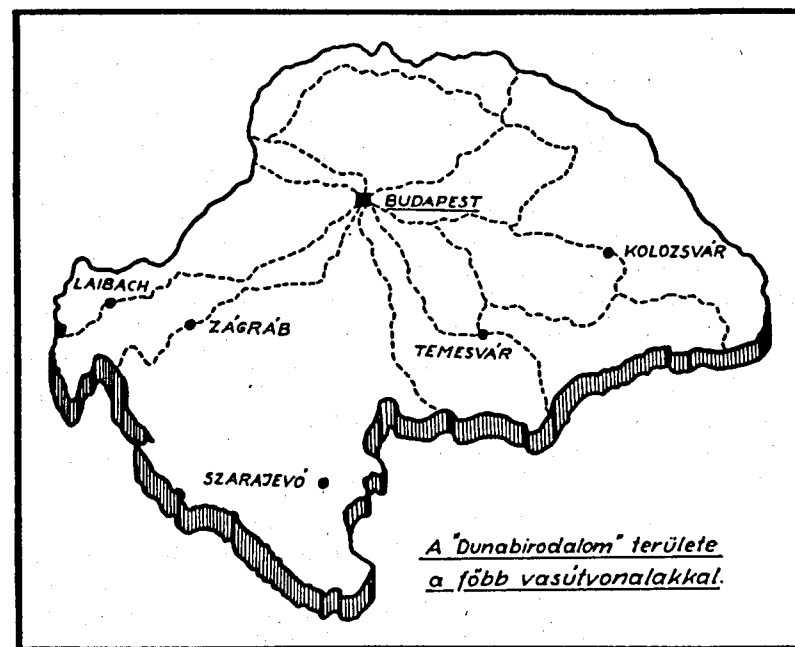 BUDAPEST
KOLOZSVÁR
LAIBACH
ZÁGRÁB
TEMESVÁR
SZARAJEVÓ
A "Dunabirodalom" területe
a főbb vasútvonalakkal.